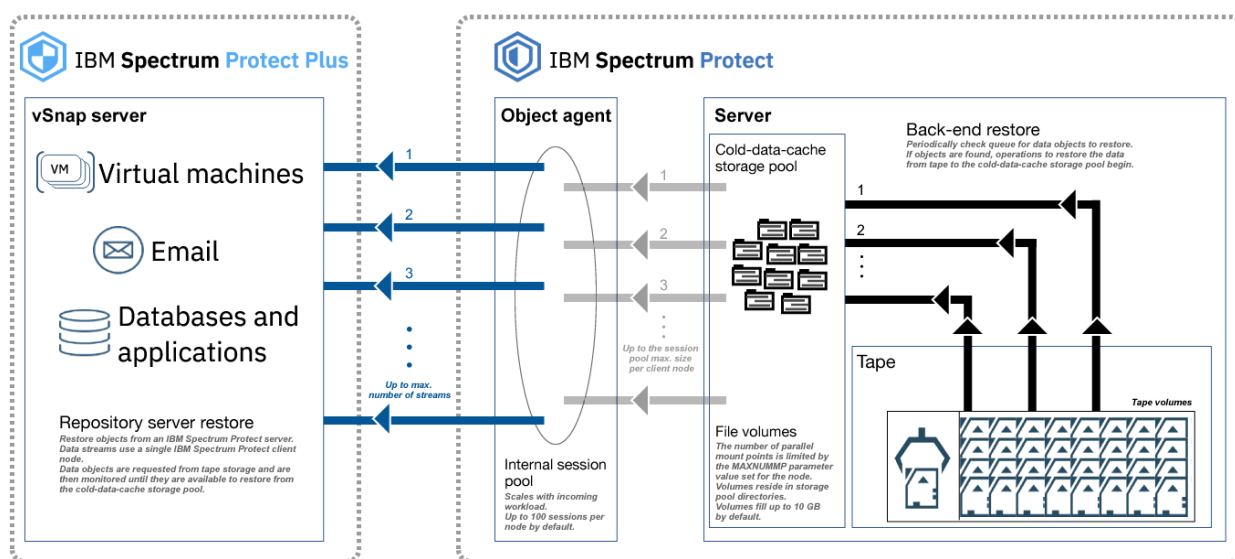 IBM Spectrum Protect Plus
vSnap server
VM
Virtual machines
Email
Databases and
applications
Repository server restore
Restore objects from an IBM Spectrum Protect server.
Data streams use a single IBM Spectrum Protect client
node.
Data objects are requested from tape storage and are
then monitored until they are available to restore from
the cold-data-cache storage pool.
1
2
3
Up to max.
number of streams
IBM Spectrum Protect
Object agent
Internal session
pool
Scales with incoming
workload.
Up to 100 sessions per
node by default.
1
2
3
Up to the session
pool max. size
per client node
Server
Cold-data-cache
storage pool
File volumes
The number of parallel
mount points is limited by
the MAXNUMMP parameter
value set for the node.
Volumes reside in storage
pool directories.
Volumes fill up to 10 GB
by default.
Back-end restore
Periodically check queue for data objects to restore.
If objects are found, operations to restore the data
from tape to the cold-data-cache storage pool begin.
1
2
Tape
Tape volumes